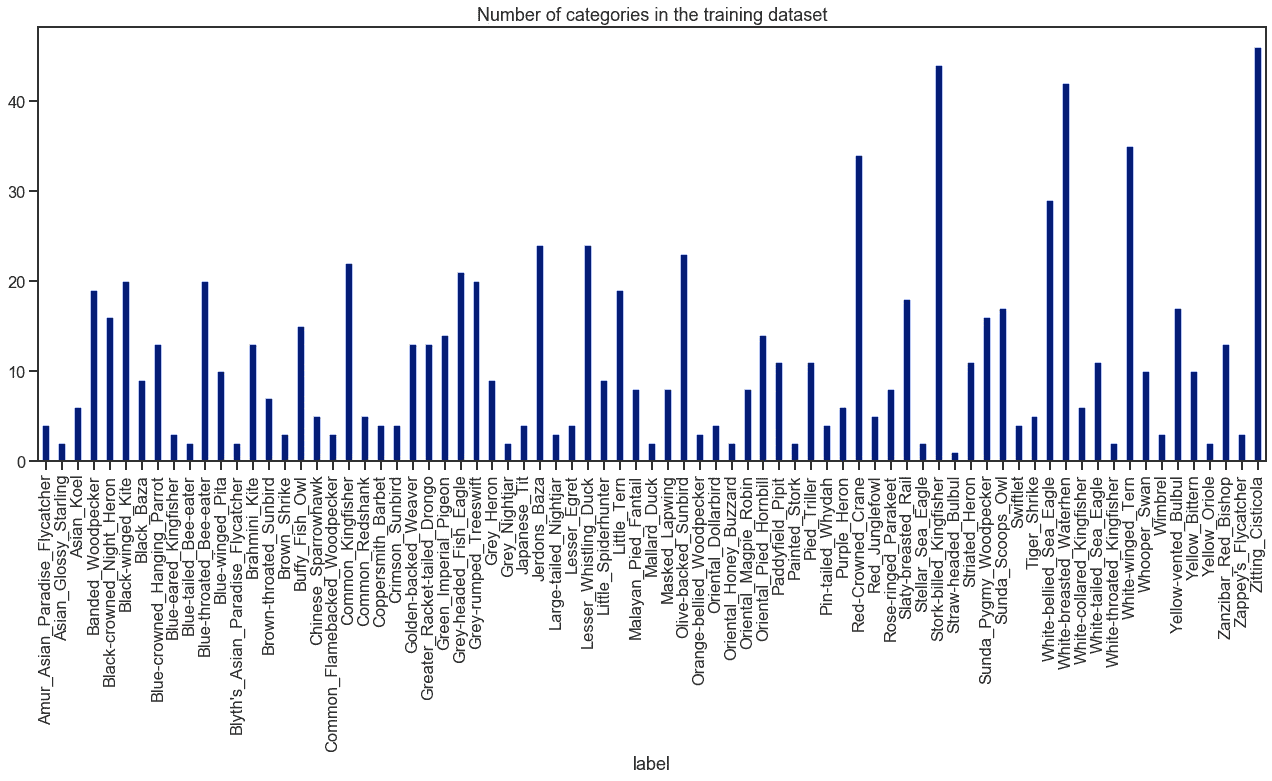 Number of categories in the training dataset
40
30
20
10
0
Amur_Asian_Paradise_Flycatcher
Asian_Glossy_Starling
Asian_Koel
Banded_Woodpecker
Black-crowned_Night_Heron
Black-winged_Kite
Black_Baza
Blue-crowned_Hanging_Parrot
Blue-eared_Kingfisher
Blue-tailed_Bee-eater
Blue-throated_Bee-eater
Blue-winged_Pita
Blyth's_Asian_Paradise_Flycatcher
Brahmini_Kite
Brown-throated_Sunbird
Brown_Shrike
Buffy_Fish_Owl
Chinese_Sparrowhawk
Common_Flamebacked_Woodpecker
Common_Kingfisher
Common_Redshank
Coppersmith_Barbet
Crimson_Sunbird
Golden-backed_Weaver
Greater_Racket-tailed_Drongo
Green_Imperial_Pigeon
Grey-headed_Fish_Eagle
Grey-rumped_Treeswift
Grey_Heron
Grey_Nightjar
Japanese_Tit
Jerdons_Baza
Large-tailed_Nightjar
Lesser_Egret
Lesser_Whistling_Duck
Little_Spiderhunter
Little_Tern
Malayan_Pied_Fantail
Mallard_Duck
Masked_Lapwing
Olive-backed_Sunbird
Orange-bellied_Woodpecker
Oriental_Dollarbird
Oriental_Honey_Buzzard
Oriental_Magpie_Robin
Oriental_Pied_Hornbill
Paddyfield_Pipit
Painted_Stork
Pied_Triller
Pin-tailed_Whydah
Purple_Heron
Red-Crowned_Crane
Red_Junglefowl
Rose-ringed_Parakeet
Slaty-breasted_Rail
Stellar_Sea_Eagle
Stork-billed_Kingfisher
Straw-headed_Bulbul
Striated_Heron
Sunda_Pygmy_Woodpecker
Sunda_Scoops_Owl
Swiftlet
Tiger_Shrike
White-bellied_Sea_Eagle
White-breasted_Waterhen
White-collared_Kingfisher
White-tailed_Sea_Eagle
White-throated_Kingfisher
White-winged_Tern
Whooper_Swan
Wimbrel
Yellow-vented_Bulbul
Yellow_Bittern
Yellow_Oriole
Zanzibar_Red_Bishop
Zappey's_Flycatcher
Zitting_Cisticola
label